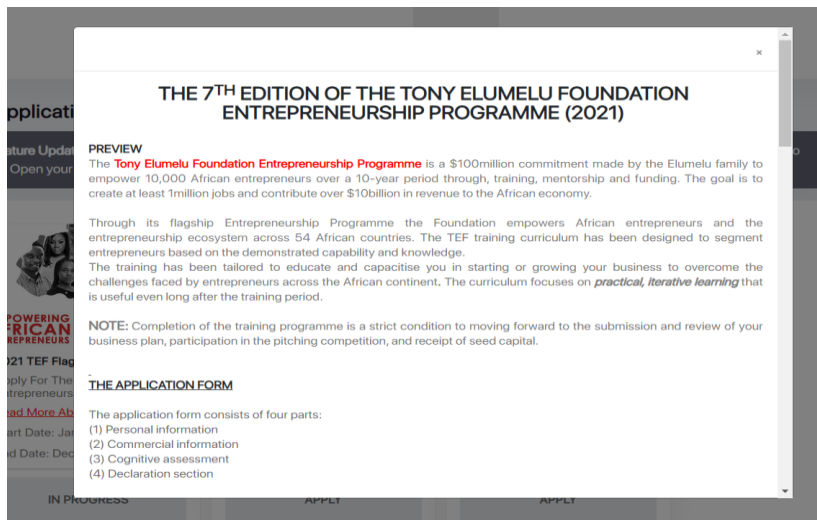 ×
THE 7TH EDITION OF THE TONY ELUMELU FOUNDATION
ENTREPRENEURSHIP PROGRAMME (2021)
PREVIEW
The Tony Elumelu Foundation Entrepreneurship Programme is a $100million commitment made by the Elumelu family to
empower 10,000 African entrepreneurs over a 10-year period through, training, mentorship and funding. The goal is to
create at least 1million jobs and contribute over $10billion in revenue to the African economy.
Through its flagship Entrepreneurship Programme the Foundation empowers African entrepreneurs and the
entrepreneurship ecosystem across 54 African countries. The TEF training curriculum has been designed to segment
entrepreneurs based on the demonstrated capability and knowledge.
The training has been tailored to educate and capacitise you in starting or growing your business to overcome the
challenges faced by entrepreneurs across the African continent. The curriculum focuses on practical, iterative learning that
is useful even long after the training period.
NOTE: Completion of the training programme is a strict condition to moving forward to the submission and review of your
business plan, participation in the pitching competition, and receipt of seed capital.
THE APPLICATION FORM
The application form consists of four parts:
(1) Personal information
(2) Commercial information
(3) Cognitive assessment
(4) Declaration section
pplicati
ature Updat
Open your
o
POWERING
FRICAN
REPRENEURS
021 TEF Flag
pply For The
ntrepreneurs
ead More Ab
art Date: Jar
d Date: Dec
IN PROGRESS
APPLY
APPLY